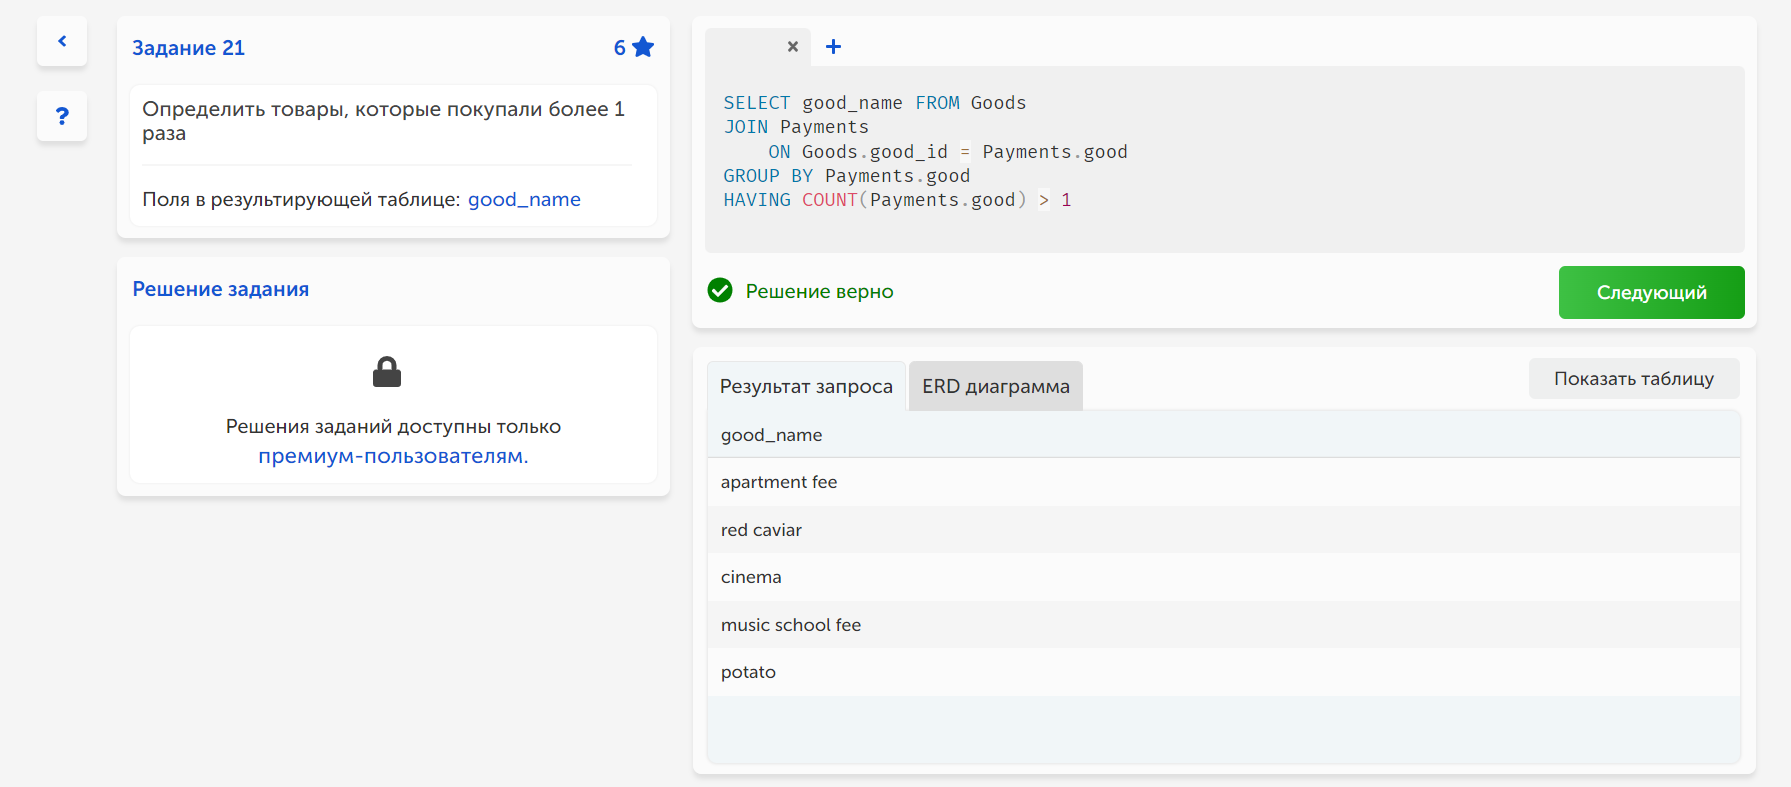 Задание 21
6
Определить товары, которые покупали более 1
раза
Поля в результирующей таблице: good_name
Решение задания
Решения заданий доступны только
премиум-пользователям.
SELECT good_name FROM Goods
JOIN Payments
ON Goods.good_id = Payments.good
GROUP BY Payments.good
HAVING COUNT(Payments.good) > 1
Решение верно
Следующий
Результат запроса
ERD диаграмма
Показать таблицу
good_name
apartment fee
red caviar
cinema
music school fee
potato